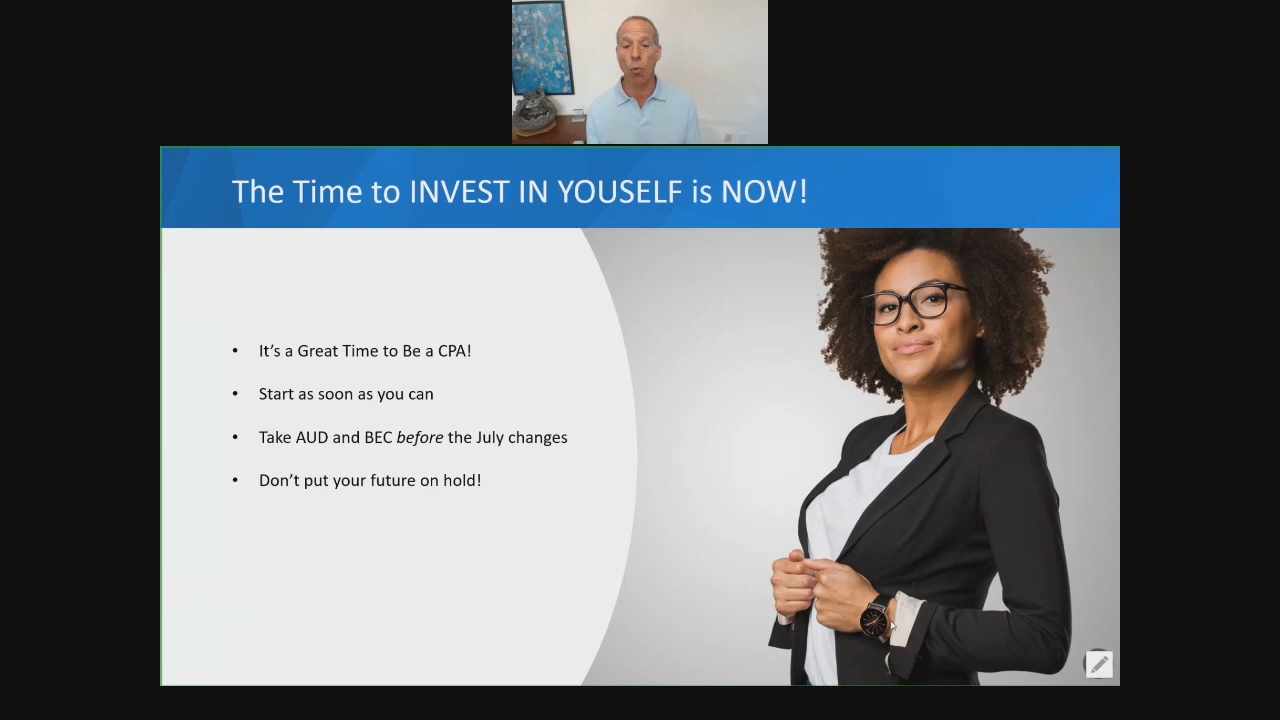 The Time to INVEST IN YOUSELF is NOW!
• It's a Great Time to Be a CPA!
• Start as soon as you can
• Take AUD and BEC before the July changes
• Don't put your future on hold!